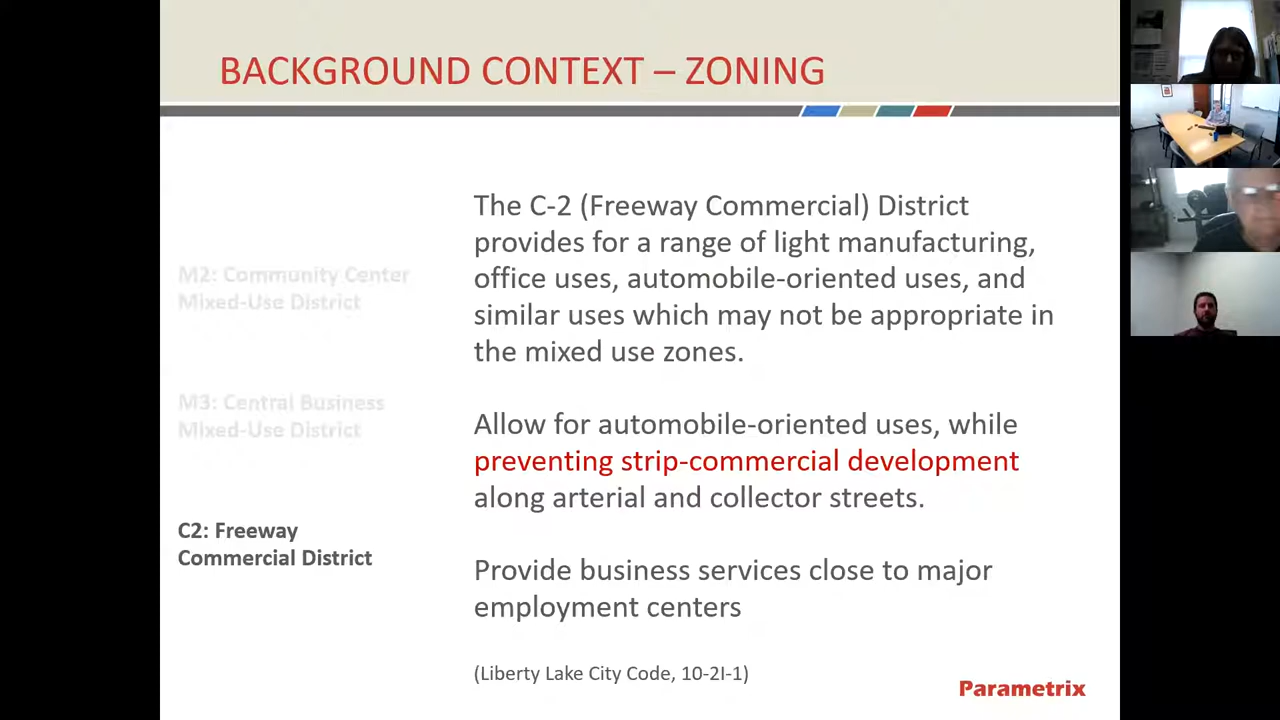 BACKGROUND CONTEXT – ZONING
M2: Community Center
Mixed-Use District
M3: Central Business
Mixed-Use District
C2: Freeway
Commercial District
The C-2 (Freeway Commercial) District
provides for a range of light manufacturing,
office uses, automobile-oriented uses, and
similar uses which may not be appropriate in
the mixed use zones.
Allow for automobile-oriented uses, while
preventing strip-commercial development
along arterial and collector streets.
Provide business services close to major
employment centers
(Liberty Lake City Code, 10-2I-1)
Parametrix